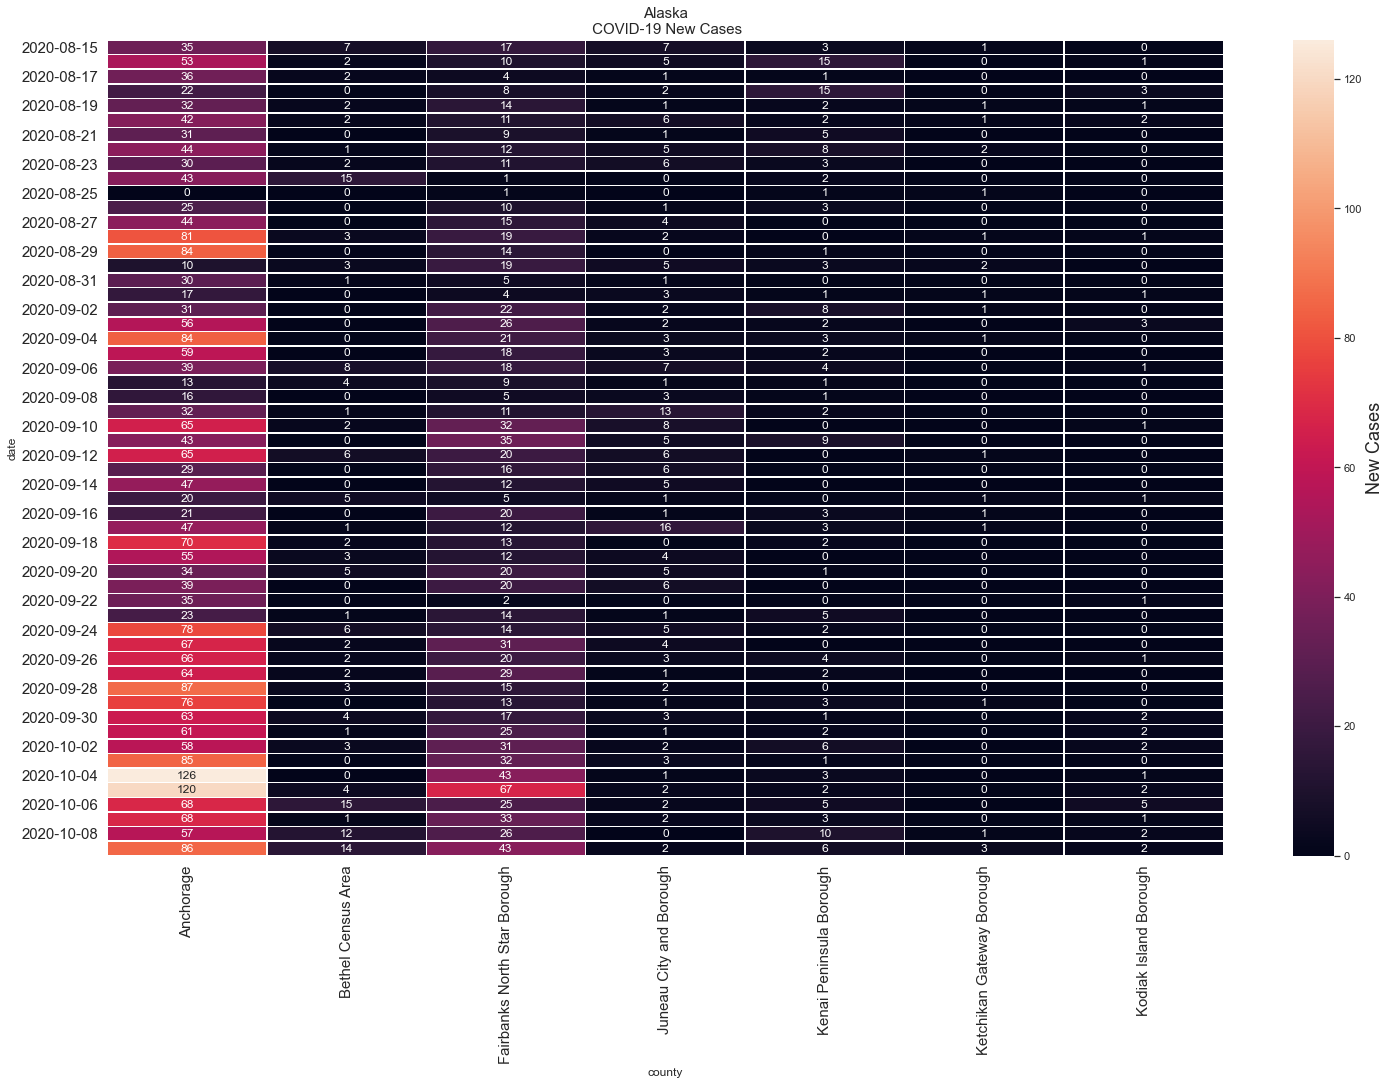 Alaska
COVID-19 New Cases
2020-08-15 35 7 17 7 3 1 0
53 2 10 5 15 0 1
2020-08-17 36 2 4 1 1 0 0
22 0 8 2 15 0 3
2020-08-19 32 2 14 1 2 1 1
42 2 11 6 2 1 2
2020-08-21 31 0 9 1 5 0 0
44 1 12 5 8 2 0
2020-08-23 30 2 11 6 3 0 0
43 15 1 0 2 0 0
2020-08-25 0 0 1 0 1 1 0
25 0 10 1 3 0 0
2020-08-27 44 0 15 4 0 0 0
81 3 19 2 0 1 1
2020-08-29 84 0 14 0 1 0 0
10 3 19 5 3 2 0
2020-08-31 30 1 5 1 0 0 0
17 0 4 3 1 1 1
2020-09-02 31 0 22 2 8 1 0
56 0 26 2 2 0 3
2020-09-04 84 0 21 3 3 1 0
59 0 18 3 2 0 0
2020-09-06 39 8 18 7 4 0 1
13 4 9 1 1 0 0
2020-09-08 16 0 5 3 1 0 0
32 1 11 13 2 0 0
2020-09-10 65 2 32 8 0 0 1
43 0 35 5 9 0 0
2020-09-12 65 6 20 6 0 1 0
29 0 16 6 0 0 0
2020-09-14 47 0 12 5 0 0 0
20 5 5 1 0 1 1
2020-09-16 21 0 20 1 3 1 0
47 1 12 16 3 1 0
2020-09-18 70 2 13 0 2 0 0
55 3 12 4 0 0 0
2020-09-20 34 5 20 5 1 0 0
39 0 20 6 0 0 0
2020-09-22 35 0 2 0 0 0 1
23 1 14 1 5 0 0
2020-09-24 78 6 14 5 2 0 0
67 2 31 4 0 0 0
2020-09-26 66 2 20 3 4 0 1
64 2 29 1 2 0 0
2020-09-28 87 3 15 2 0 0 0
76 0 13 1 3 1 0
2020-09-30 63 4 17 3 1 0 2
61 1 25 1 2 0 2
2020-10-02 58 3 31 2 6 0 2
85 0 32 3 1 0 0
2020-10-04 126 0 43 1 3 0 1
120 4 67 2 2 0 2
2020-10-06 68 15 25 2 5 0 5
68 1 33 2 3 0 1
2020-10-08 57 12 26 0 10 1 2
86 14 43 2 6 3 2
date
Anchorage
Bethel Census Area
Fairbanks North Star Borough
Juneau City and Borough
Kenai Peninsula Borough
Ketchikan Gateway Borough
Kodiak Island Borough
county
120
100
80
60
40
20
0
New Cases